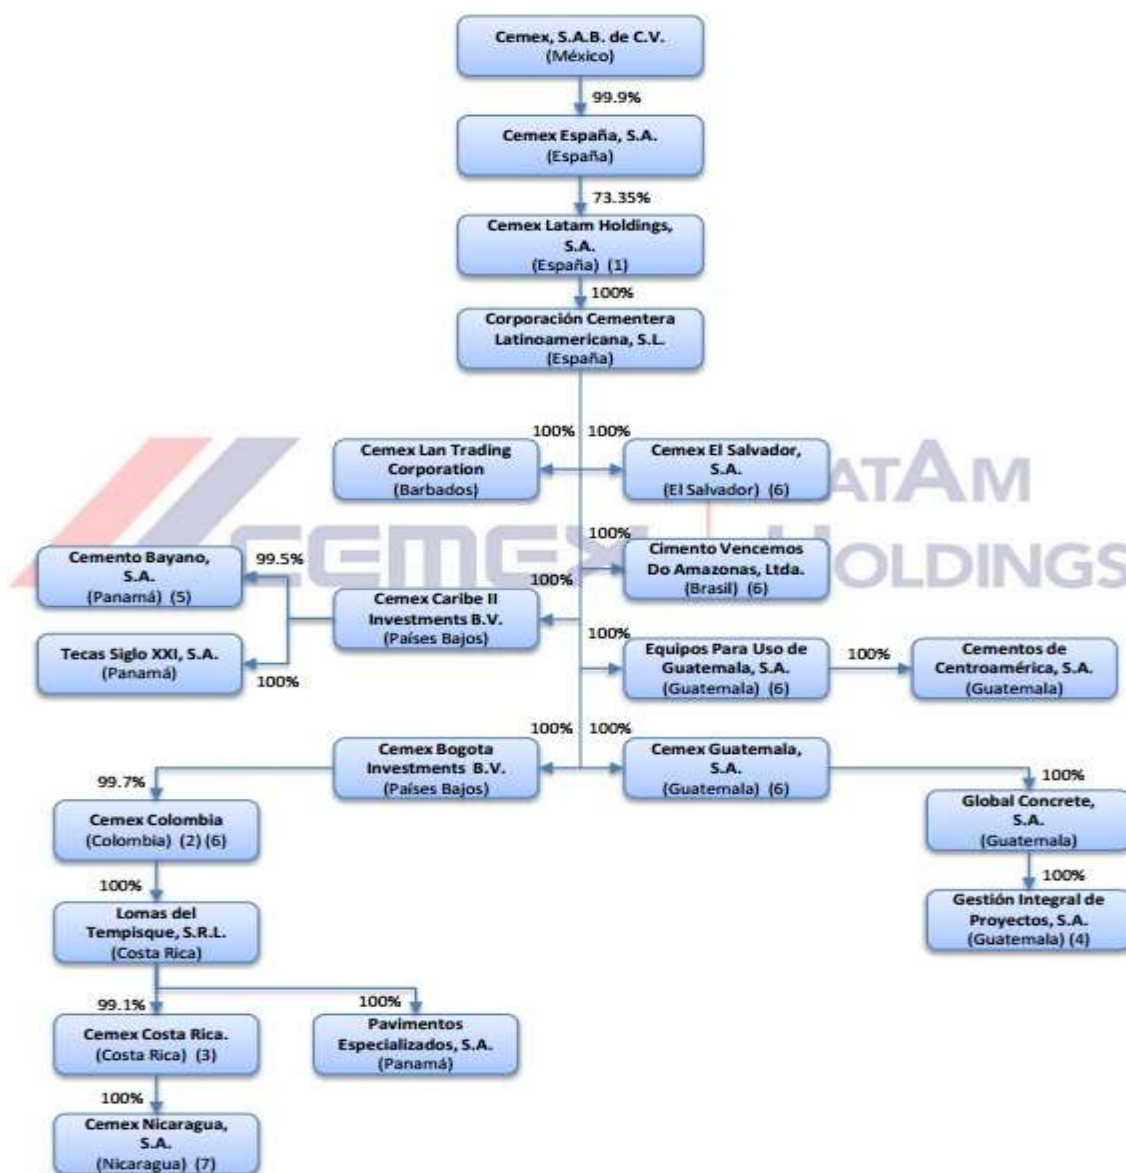 Cemex, S.A.B. de C.V.
(México)
99.9%
Cemex España, S.A.
(España)
73.35%
Cemex Latam Holdings,
S.A.
(España) (1)
100%
Corporación Cementera
Latinoamericana, S.L.
(España)
100% 100%
Cemex Lan Trading
Corporation
(Barbados)
Cemex El Salvador,
S.A.
(El Salvador) (6)
LATAM
CEMEX
HOLDINGS
100%
Cimento Vencemos
Do Amazonas, Ltda.
(Brasil) (6)
Cemento Bayano,
S.A.
(Panamá) (5)
99.5%
100%
Cemex Caribe II
Investments B.V.
(Países Bajos)
Tecas Siglo XXI, S.A.
(Panamá)
100%
100%
Equipos Para Uso de
Guatemala, S.A.
(Guatemala) (6)
100%
Cementos de
Centroamérica, S.A.
(Guatemala)
100% 100%
Cemex Bogota
Investments B.V.
(Países Bajos)
Cemex Guatemala,
S.A.
(Guatemala) (6)
99.7%
Cemex Colombia
(Colombia) (2) (6)
100%
Global Concrete,
S.A.
(Guatemala)
100%
Gestión Integral de
Proyectos, S.A.
(Guatemala) (4)
100%
Lomas del
Tempisque, S.R.L.
(Costa Rica)
99.1%
Cemex Costa Rica.
(Costa Rica) (3)
100%
Pavimentos
Especializados, S.A.
(Panamá)
100%
Cemex Nicaragua,
S.A.
(Nicaragua) (7)